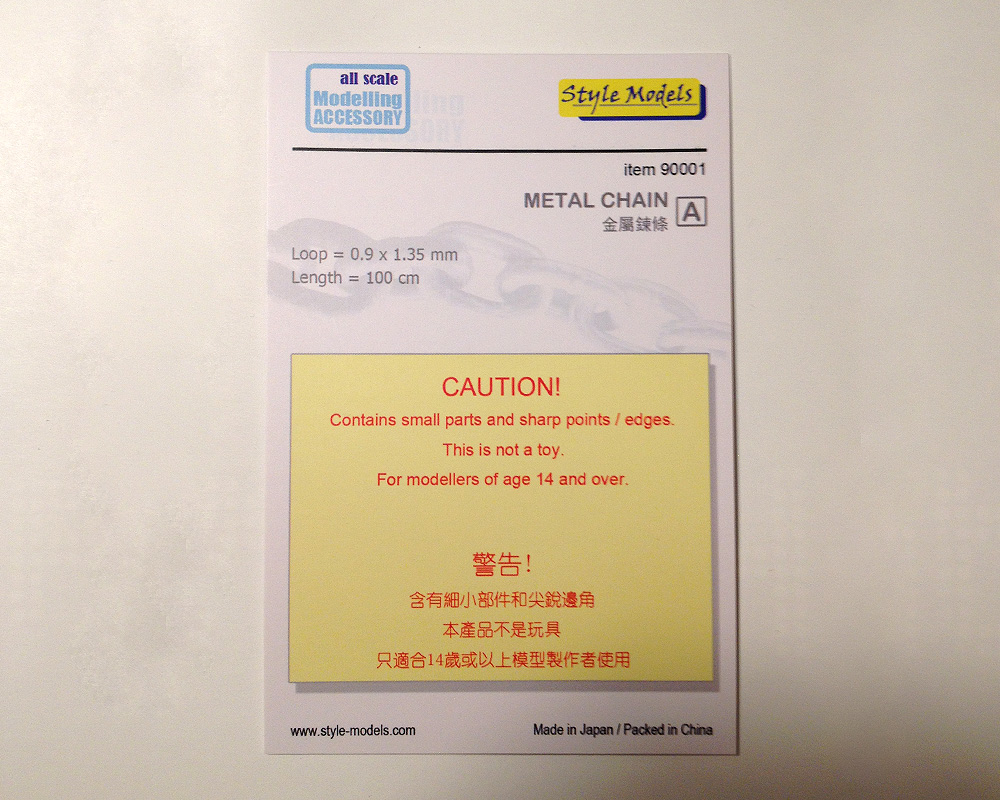 all scale
Modelling
ACCESSORY
Style Models
item 90001
METAL CHAIN A
金屬鍊條
Loop = 0.9 x 1.35 mm
Length = 100 cm
CAUTION!
Contains small parts and sharp points / edges.
This is not a toy.
For modellers of age 14 and over.
警告!
含有細小部件和尖銳邊角
本產品不是玩具
只適合14歲或以上模型製作者使用
www.style-models.com
Made in Japan / Packed in China